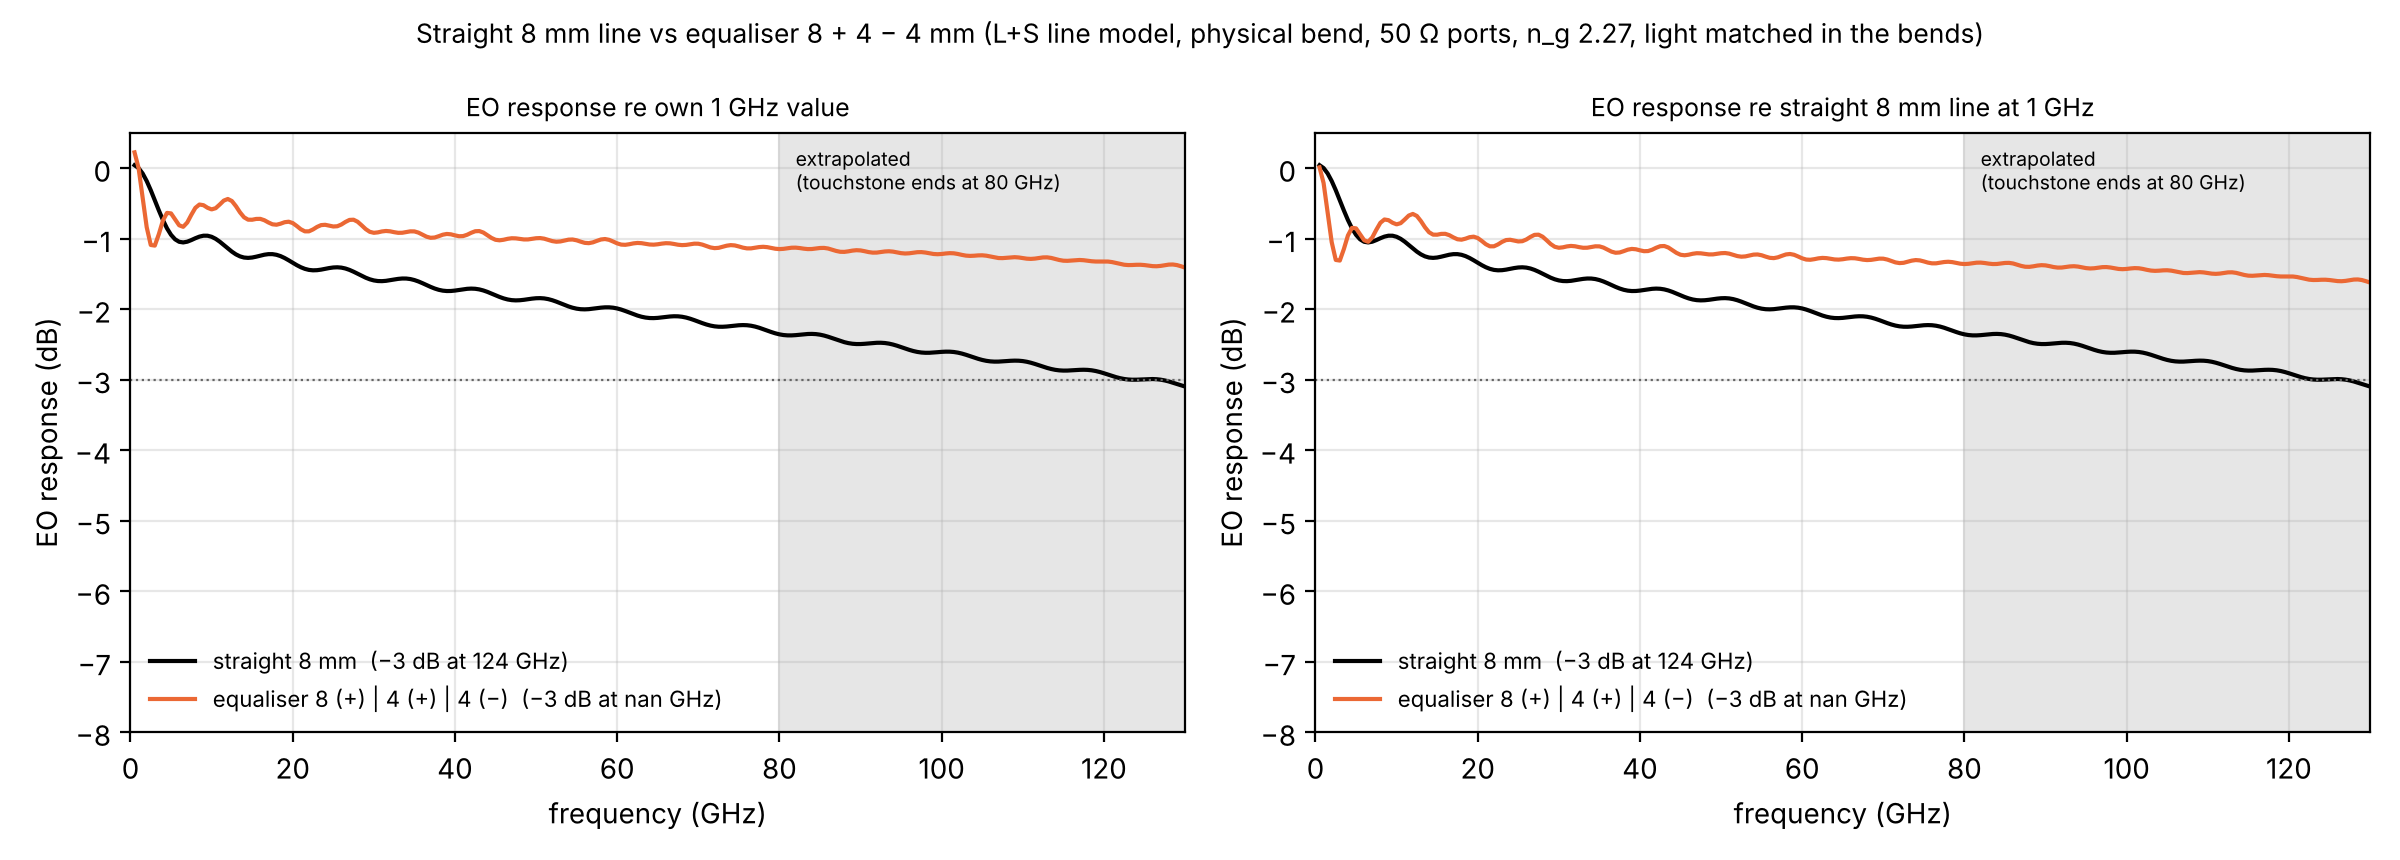 Straight 8 mm line vs equaliser 8 + 4 − 4 mm (L+S line model, physical bend, 50 Ω ports, n_g 2.27, light matched in the bends)
EO response re own 1 GHz value
EO response (dB)
0
−1
−2
−3
−4
−5
−6
−7
−8
extrapolated
(touchstone ends at 80 GHz)
straight 8 mm (−3 dB at 124 GHz)
equaliser 8 (+) | 4 (+) | 4 (−) (−3 dB at nan GHz)
0 20 40 60 80 100 120
frequency (GHz)
EO response re straight 8 mm line at 1 GHz
EO response (dB)
0
−1
−2
−3
−4
−5
−6
−7
−8
extrapolated
(touchstone ends at 80 GHz)
straight 8 mm (−3 dB at 124 GHz)
equaliser 8 (+) | 4 (+) | 4 (−) (−3 dB at nan GHz)
0 20 40 60 80 100 120
frequency (GHz)